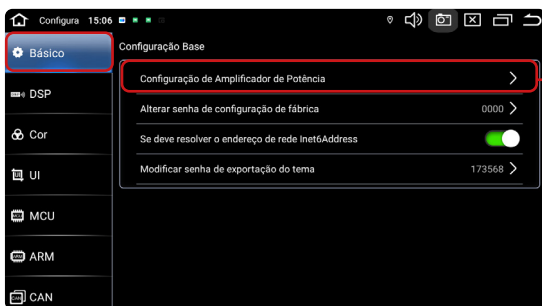 Configura 15:06
Básico
DSP
Cor
UI
MCU
ARM
CAN
Configuração Base
Configuração de Amplificador de Potência
Alterar senha de configuração de fábrica 0000
Se deve resolver o endereço de rede Inet6Address
Modificar senha de exportação do tema 173568